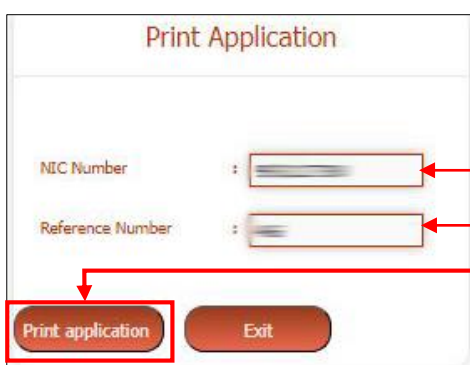 Print Application
NIC Number :
Reference Number :
Print application Exit